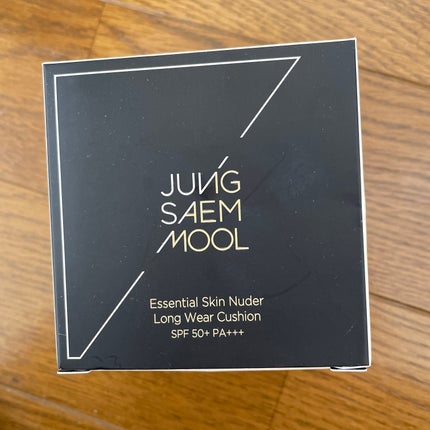 JUNG
SAEM
MOOL
Essential Skin Nuder
Long Wear Cushion
SPF 50+ PA+++